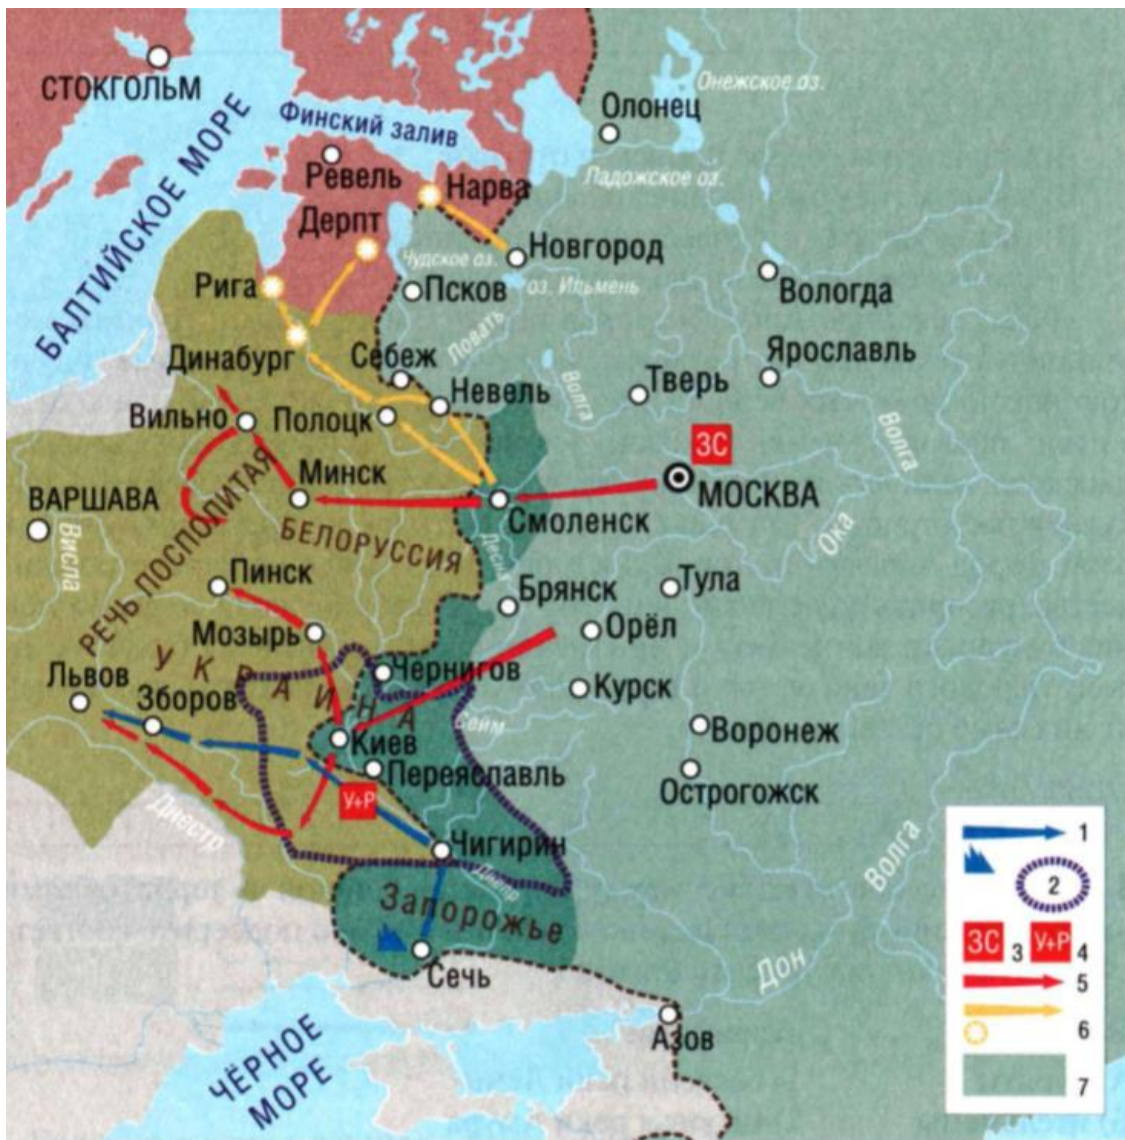 СТОКГОЛЬМ
БАЛТИЙСКОЕ МОРЕ
Финский залив
Онежское оз.
Олонец
Ладожское оз.
Ревель
Нарва
Дерпт
Чудское оз.
Новгород
оз. Ильмень
Рига
Псков
Вологда
Ловать
Динабург
Себеж
Ярославль
Волга
Тверь
Невель
Вильно
Полоцк
Волга
ЗС
Минск
МОСКВА
ВАРШАВА
Смоленск
БЕЛОРУССИЯ
Висла
РЕЧЬ ПОСПОЛИТАЯ
Десна
Ока
Пинск
Брянск
Тула
Мозырь
Орёл
УКРАИНА
Чернигов
Львов
Зборов
Курск
Сейм
Киев
Воронеж
Переяславль
Острогожск
У+Р
Днестр
Чигирин
Днепр
Волга
Запорожье
Сечь
Дон
Азов
ЧЁРНОЕ
МОРЕ
1
2
ЗС 3 У+Р 4
5
6
7